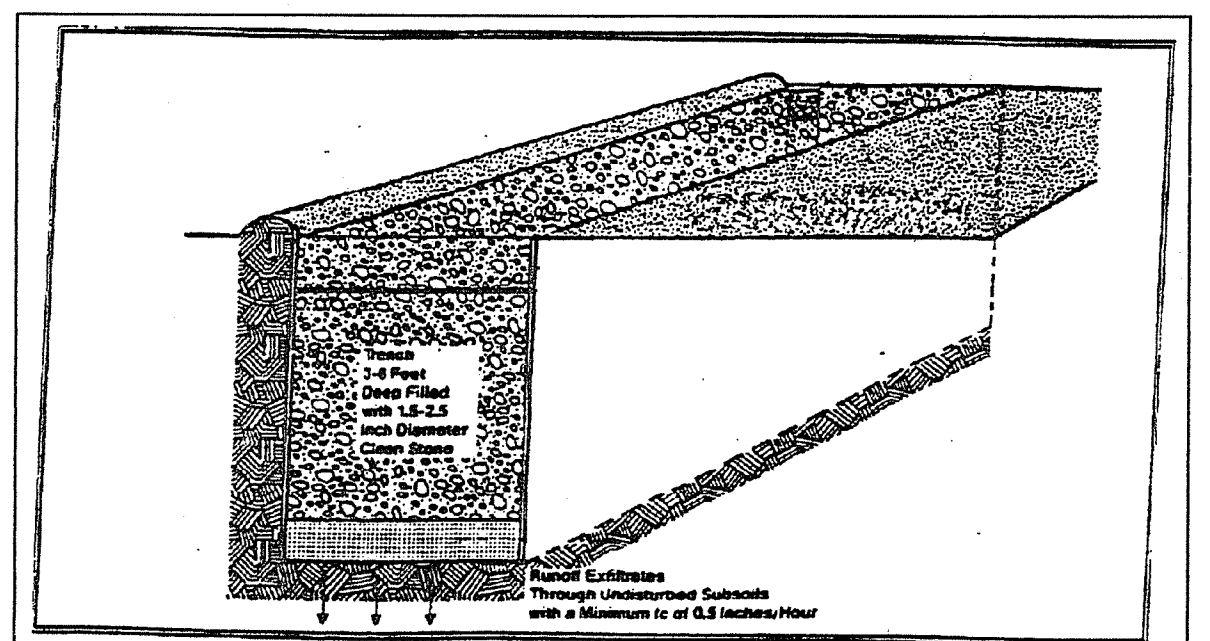 Trench
3-6 Feet
Deep Filled
with 1.5-2.5
Inch Diameter
Clean Stone
Runoff Exfiltrates
Through Undisturbed Subsoils
with a Minimum fc of 0.5 Inches/Hour